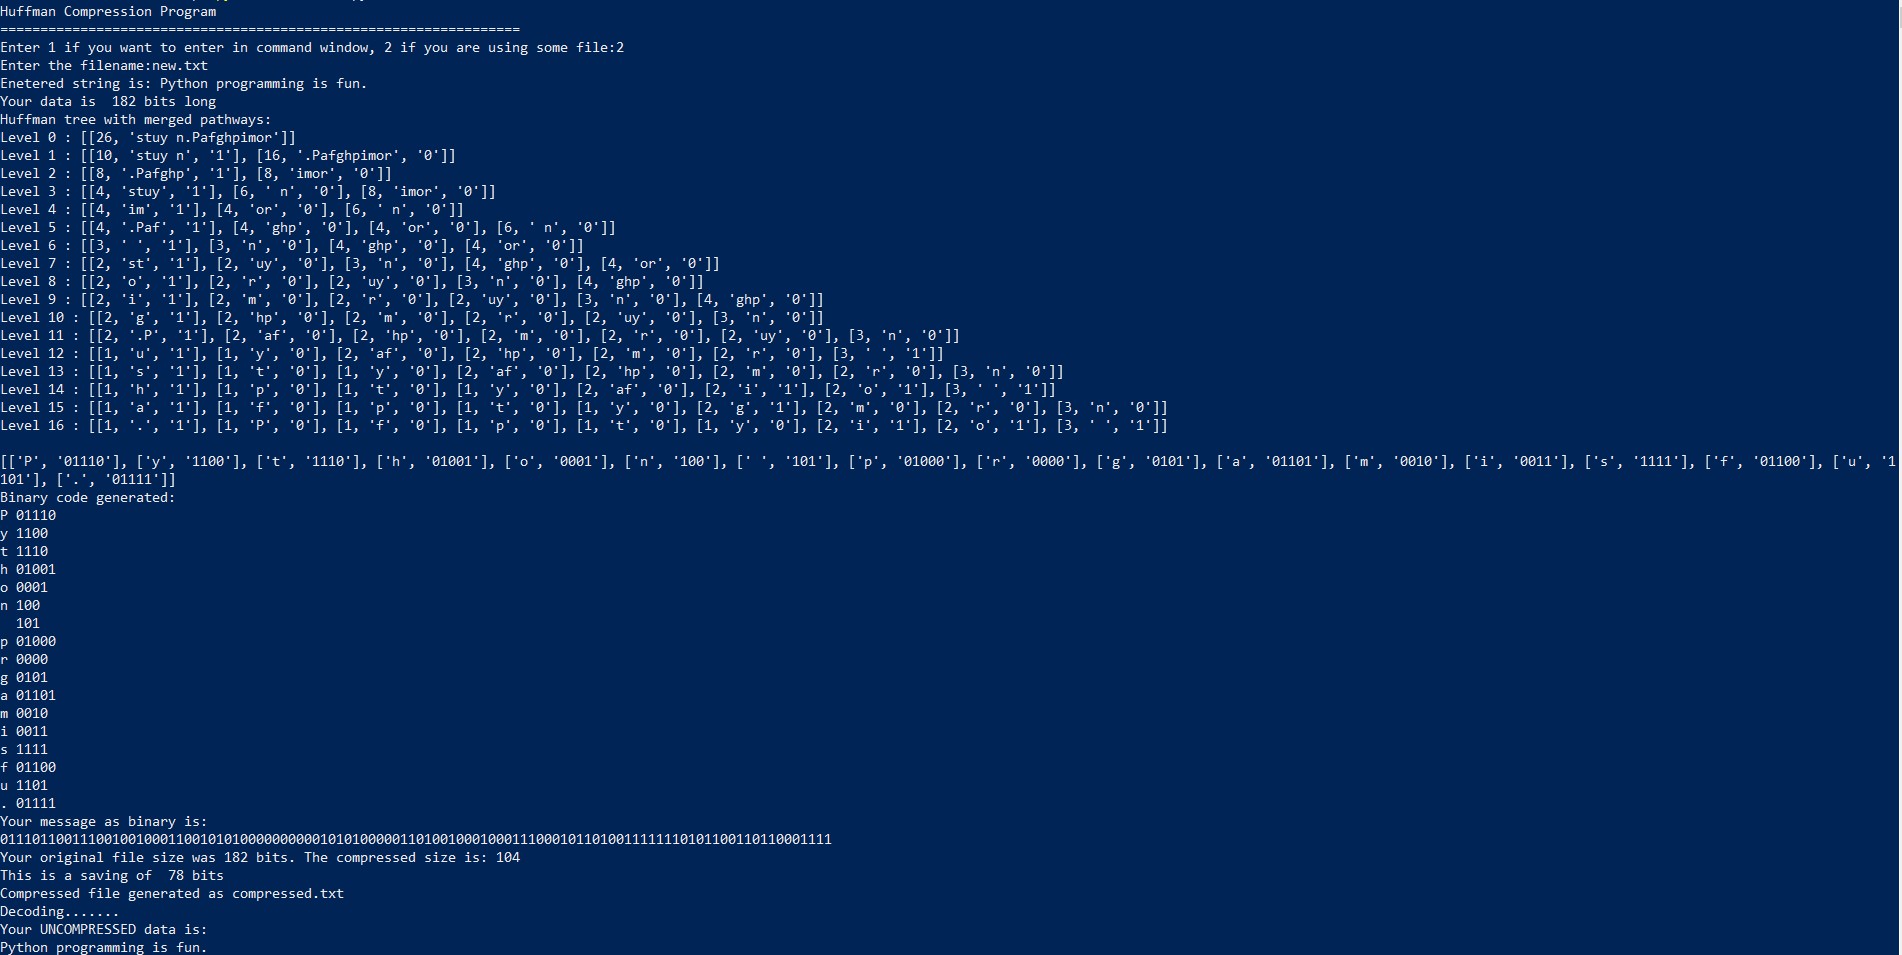 Huffman Compression Program
=================================================================
Enter 1 if you want to enter in command window, 2 if you are using some file:2
Enter the filename:new.txt
Enetered string is: Python programming is fun.
Your data is  182 bits long
Huffman tree with merged pathways:
Level 0 : [[26, 'stuy n.Pafghpimor']]
Level 1 : [[10, 'stuy n', '1'], [16, '.Pafghpimor', '0']]
Level 2 : [[8, '.Pafghp', '1'], [8, 'imor', '0']]
Level 3 : [[4, 'stuy', '1'], [6, ' n', '0'], [8, 'imor', '0']]
Level 4 : [[4, 'im', '1'], [4, 'or', '0'], [6, ' n', '0']]
Level 5 : [[4, '.Paf', '1'], [4, 'ghp', '0'], [4, 'or', '0'], [6, ' n', '0']]
Level 6 : [[3, ' ', '1'], [3, 'n', '0'], [4, 'ghp', '0'], [4, 'or', '0']]
Level 7 : [[2, 'st', '1'], [2, 'uy', '0'], [3, 'n', '0'], [4, 'ghp', '0'], [4, 'or', '0']]
Level 8 : [[2, 'o', '1'], [2, 'r', '0'], [2, 'uy', '0'], [3, 'n', '0'], [4, 'ghp', '0']]
Level 9 : [[2, 'i', '1'], [2, 'm', '0'], [2, 'r', '0'], [2, 'uy', '0'], [3, 'n', '0'], [4, 'ghp', '0']]
Level 10 : [[2, 'g', '1'], [2, 'hp', '0'], [2, 'm', '0'], [2, 'r', '0'], [2, 'uy', '0'], [3, 'n', '0']]
Level 11 : [[2, '.P', '1'], [2, 'af', '0'], [2, 'hp', '0'], [2, 'm', '0'], [2, 'r', '0'], [2, 'uy', '0'], [3, 'n', '0']]
Level 12 : [[1, 'u', '1'], [1, 'y', '0'], [2, 'af', '0'], [2, 'hp', '0'], [2, 'm', '0'], [2, 'r', '0'], [3, ' ', '1']]
Level 13 : [[1, 's', '1'], [1, 't', '0'], [1, 'y', '0'], [2, 'af', '0'], [2, 'hp', '0'], [2, 'm', '0'], [2, 'r', '0'], [3, 'n', '0']]
Level 14 : [[1, 'h', '1'], [1, 'p', '0'], [1, 't', '0'], [1, 'y', '0'], [2, 'af', '0'], [2, 'i', '1'], [2, 'o', '1'], [3, ' ', '1']]
Level 15 : [[1, 'a', '1'], [1, 'f', '0'], [1, 'p', '0'], [1, 't', '0'], [1, 'y', '0'], [2, 'g', '1'], [2, 'm', '0'], [2, 'r', '0'], [3, 'n', '0']]
Level 16 : [[1, '.', '1'], [1, 'P', '0'], [1, 'f', '0'], [1, 'p', '0'], [1, 't', '0'], [1, 'y', '0'], [2, 'i', '1'], [2, 'o', '1'], [3, ' ', '1']]
[['P', '01110'], ['y', '1100'], ['t', '1110'], ['h', '01001'], ['o', '0001'], ['n', '100'], [' ', '101'], ['p', '01000'], ['r', '0000'], ['g', '0101'], ['a', '01101'], ['m', '0010'], ['i', '0011'], ['s', '1111'], ['f', '01100'], ['u', '1
101'], ['.', '01111']]
Binary code generated:
P 01110
y 1100
t 1110
h 01001
o 0001
n 100
  101
p 01000
r 0000
g 0101
a 01101
m 0010
i 0011
s 1111
f 01100
u 1101
. 01111
Your message as binary is:
01110110011100100100011001010100000000001010100000110100100010001110001011010011111110101100110110001111
Your original file size was 182 bits. The compressed size is: 104
This is a saving of  78 bits
Compressed file generated as compressed.txt
Decoding.......
Your UNCOMPRESSED data is:
Python programming is fun.